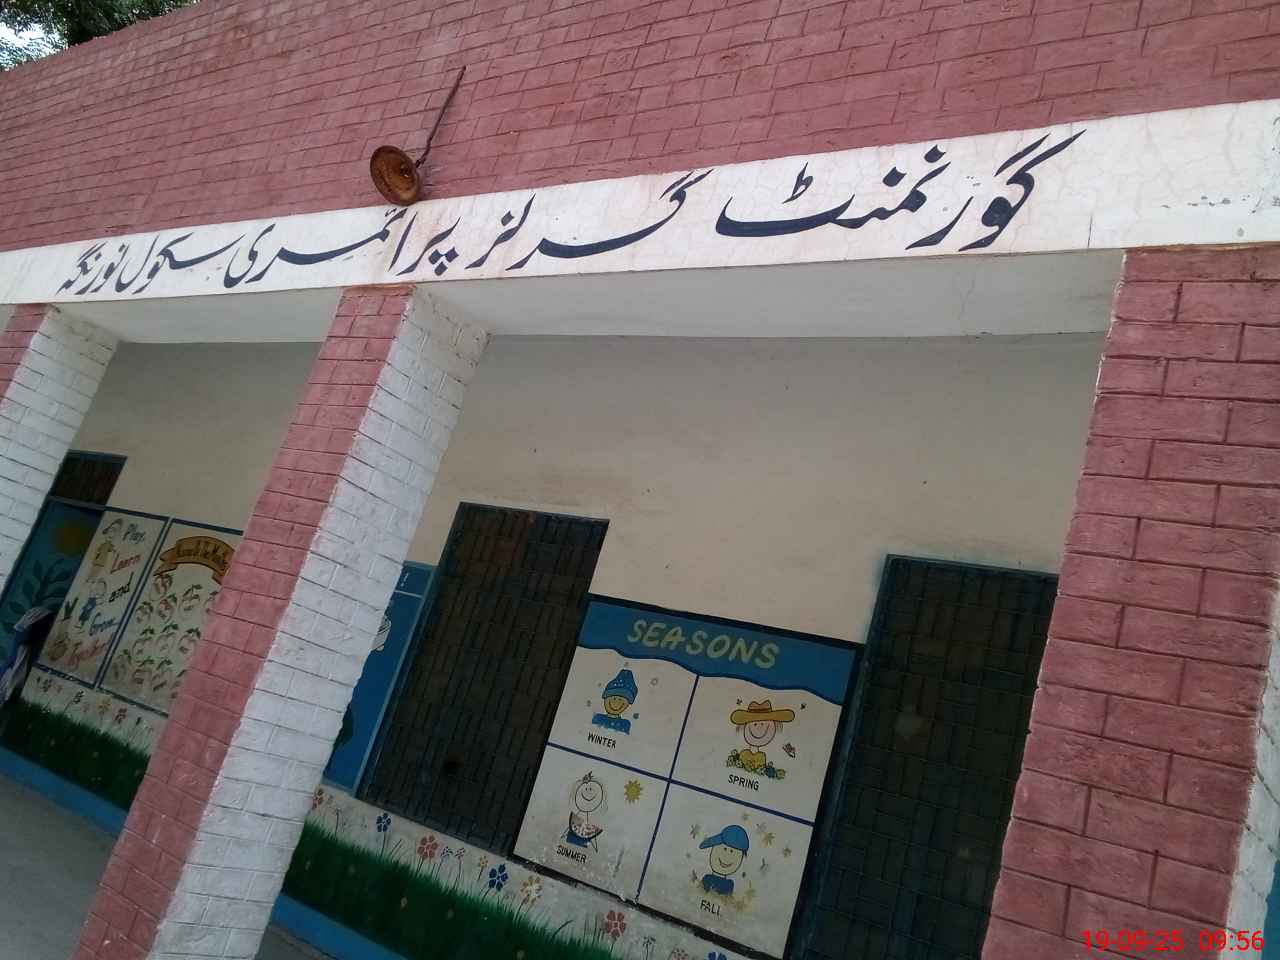 گورنمنٹ گرلز پرائمری سکول نورنگہ
Play,
Learn
and
Grow
Together
SEASONS
WINTER
SPRING
SUMMER
FALL
19-09-25 09:56